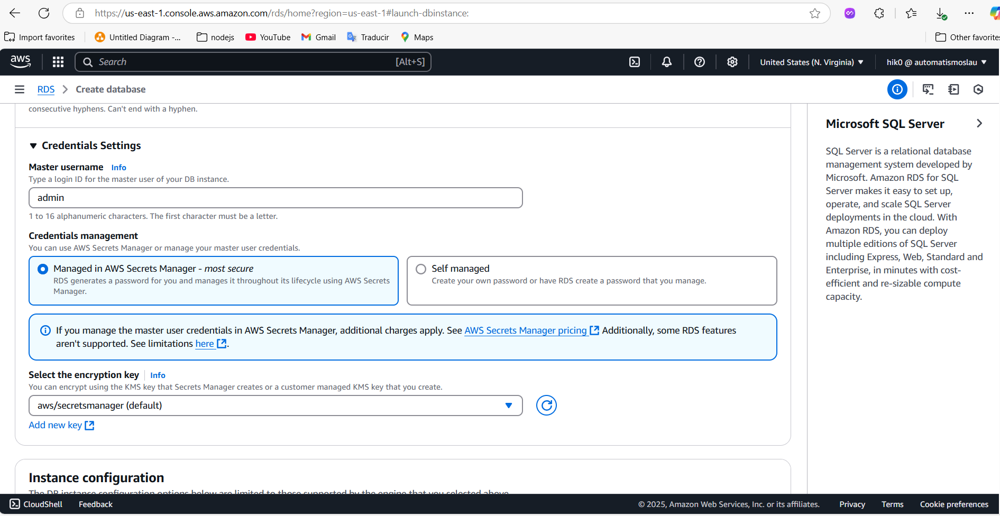 https://us-east-1.console.aws.amazon.com/rds/home?region=us-east-1#launch-dbinstance:
Import favorites
Untitled Diagram -...
nodejs
YouTube
Gmail
Traducir
Maps
Other favorites
aws
Search
[Alt+S]
United States (N. Virginia)
hik0 @ automatismoslau
RDS
Create database
consecutive hyphens. Can't end with a hyphen.
Credentials Settings
Master username Info
Type a login ID for the master user of your DB instance.
admin
1 to 16 alphanumeric characters. The first character must be a letter.
Credentials management
You can use AWS Secrets Manager or manage your master user credentials.
Managed in AWS Secrets Manager - most secure
RDS generates a password for you and manages it throughout its lifecycle using AWS Secrets
Manager.
Self managed
Create your own password or have RDS create a password that you manage.
If you manage the master user credentials in AWS Secrets Manager, additional charges apply. See AWS Secrets Manager pricing Additionally, some RDS features
aren't supported. See limitations here.
Select the encryption key Info
You can encrypt using the KMS key that Secrets Manager creates or a customer managed KMS key that you create.
aws/secretsmanager (default)
Add new key
Instance configuration
The DB instance configuration options below are limited to those supported by the engine that you selected above.
Microsoft SQL Server
SQL Server is a relational database
management system developed by
Microsoft. Amazon RDS for SQL
Server makes it easy to set up,
operate, and scale SQL Server
deployments in the cloud. With
Amazon RDS, you can deploy
multiple editions of SQL Server
including Express, Web, Standard and
Enterprise, in minutes with cost-
efficient and re-sizable compute
capacity.
CloudShell
Feedback
© 2025, Amazon Web Services, Inc. or its affiliates.
Privacy
Terms
Cookie preferences